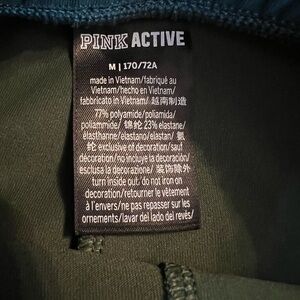 PINK ACTIVE
M | 170/72A
made in Vietnam/fabriqué au
Vietnam/hecho en Vietnam/
fabricato in Vietnam/ 越南制造
77% polyamide/poliamida/
poliammide/ 锦纶 23% elastane/
élasthanne/elastano/elastan/ 氨
纶 exclusive of decoration/sauf
décoration/no incluye la decoración/
esclusa la decorazione/ 装饰除外
turn inside out. do not iron on
decoration/retourner le vêtement
à l'envers/ne pas repasser sur les
ornements/lavar del lado del revés/